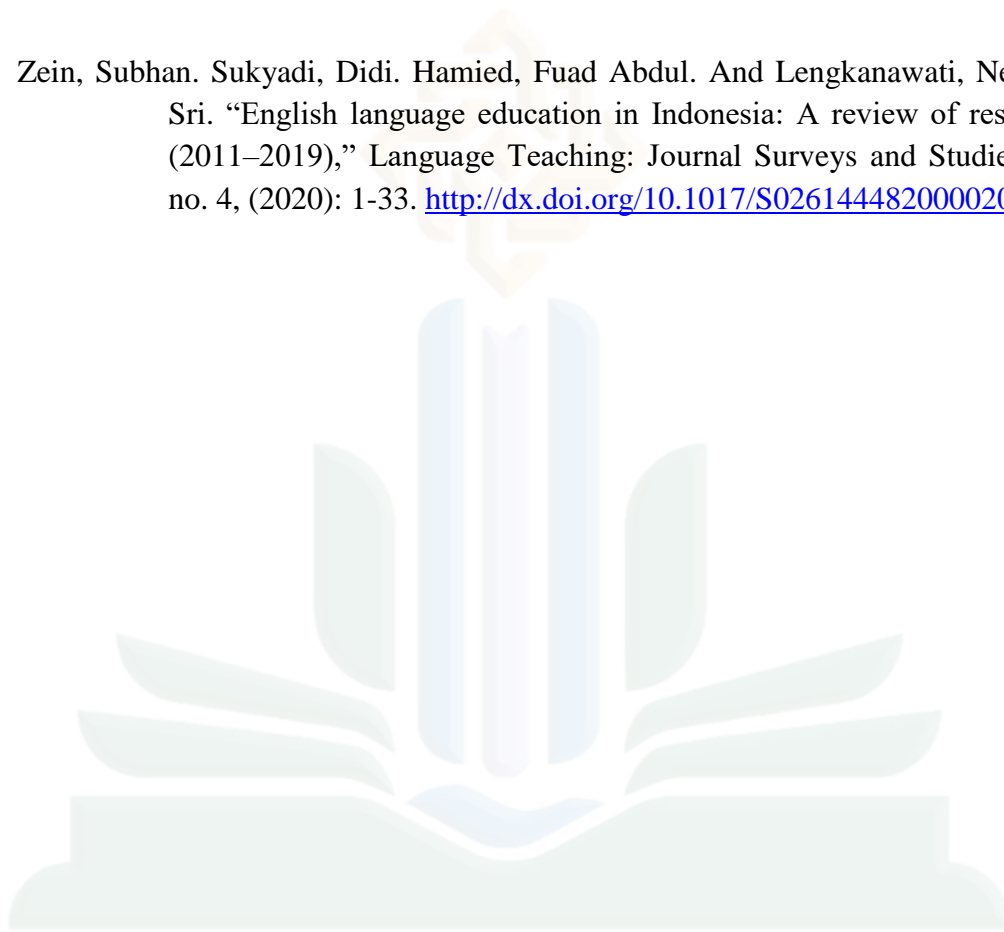 Zein, Subhan. Sukyadi, Didi. Hamied, Fuad Abdul. And Lengkanawati, Ne
Sri. “English language education in Indonesia: A review of res
(2011–2019),” Language Teaching: Journal Surveys and Studie
no. 4, (2020): 1-33. http://dx.doi.org/10.1017/S026144482000020